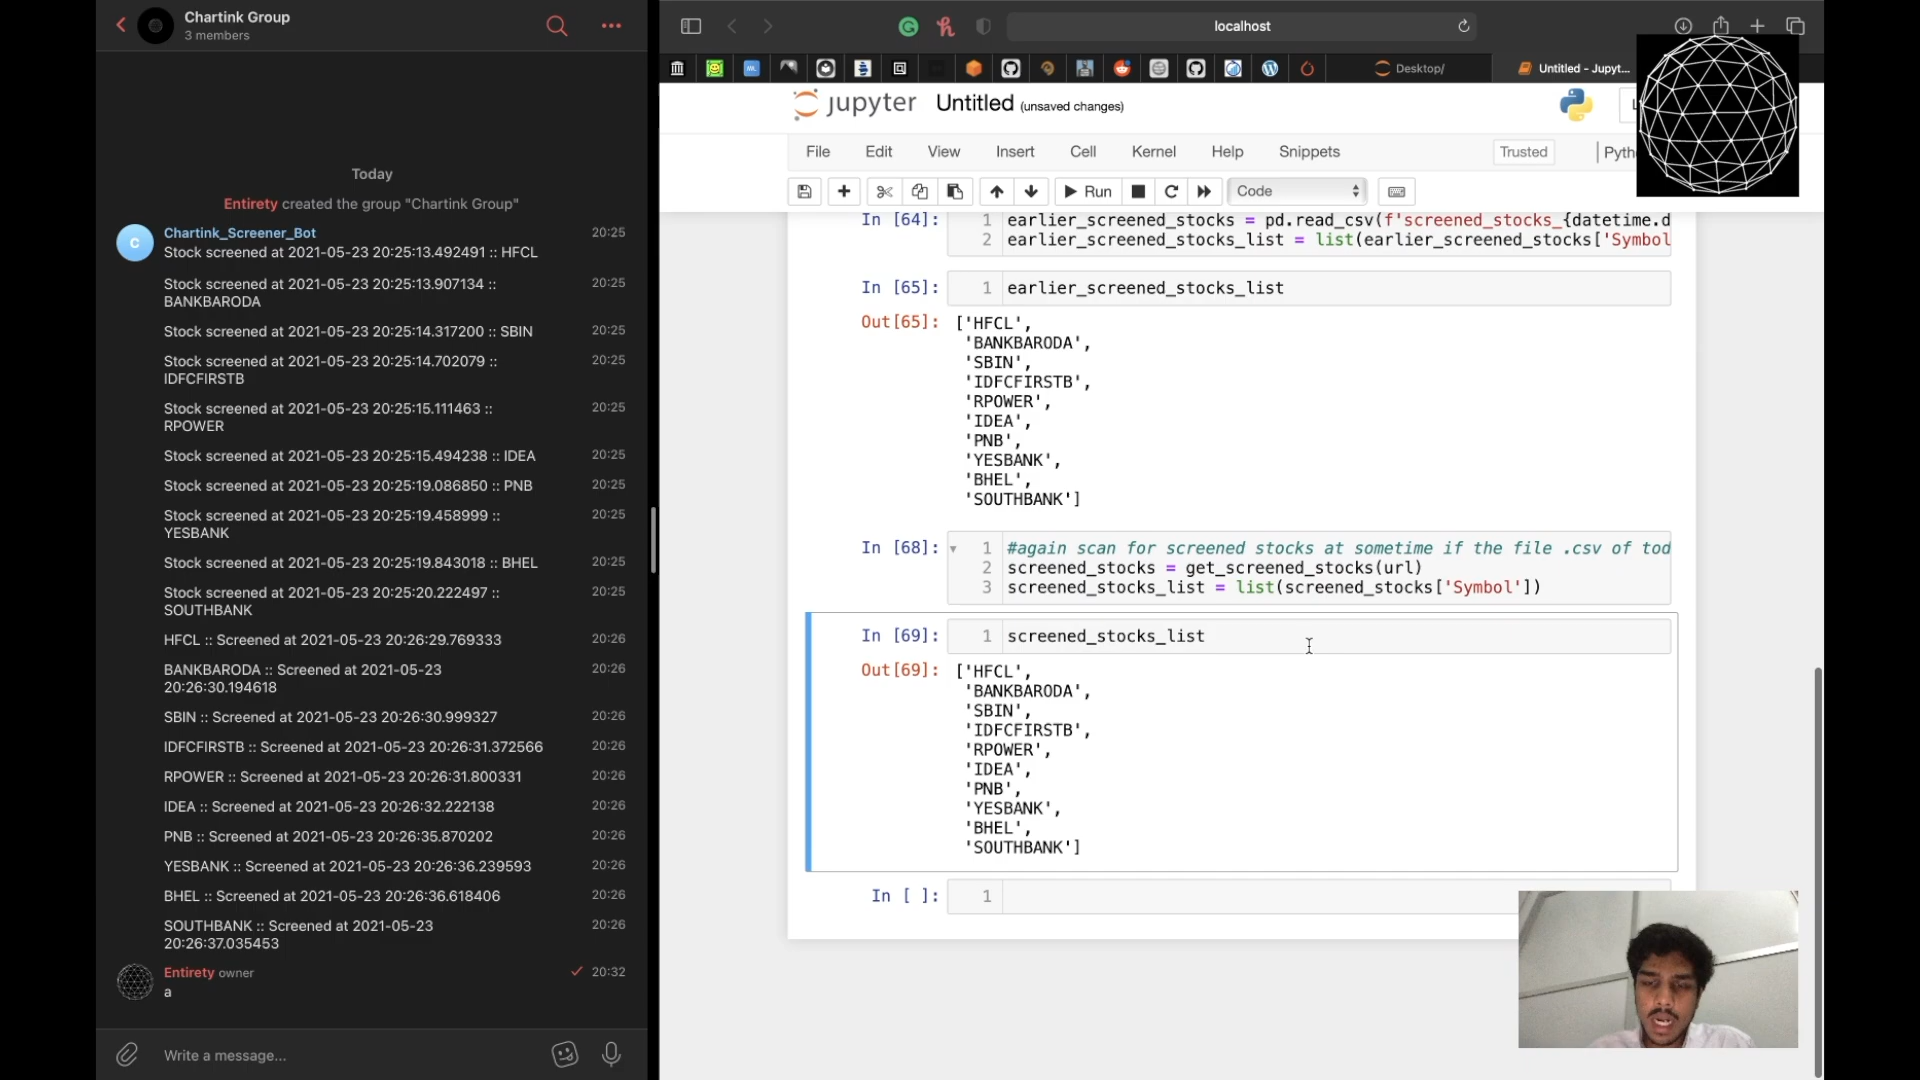 Chartink Group
3 members
Today
Entirety created the group "Chartink Group"
Chartink_Screener_Bot
20:25
Stock screened at 2021-05-23 20:25:13.492491 :: HFCL
Stock screened at 2021-05-23 20:25:13.907134 ::
20:25
BANKBARODA
Stock screened at 2021-05-23 20:25:14.317200 :: SBIN
20:25
Stock screened at 2021-05-23 20:25:14.702079 ::
20:25
IDFCFIRSTB
Stock screened at 2021-05-23 20:25:15.111463 ::
20:25
RPOWER
Stock screened at 2021-05-23 20:25:15.494238 :: IDEA
20:25
Stock screened at 2021-05-23 20:25:19.086850 :: PNB
20:25
Stock screened at 2021-05-23 20:25:19.458999 ::
20:25
YESBANK
Stock screened at 2021-05-23 20:25:19.843018 :: BHEL
20:25
Stock screened at 2021-05-23 20:25:20.222497 ::
20:25
SOUTHBANK
HFCL :: Screened at 2021-05-23 20:26:29.769333
20:26
BANKBARODA :: Screened at 2021-05-23
20:26
20:26:30.194618
SBIN :: Screened at 2021-05-23 20:26:30.999327
20:26
IDFCFIRSTB :: Screened at 2021-05-23 20:26:31.372566
20:26
RPOWER :: Screened at 2021-05-23 20:26:31.800331
20:26
IDEA :: Screened at 2021-05-23 20:26:32.222138
20:26
PNB :: Screened at 2021-05-23 20:26:35.870202
20:26
YESBANK :: Screened at 2021-05-23 20:26:36.239593
20:26
BHEL :: Screened at 2021-05-23 20:26:36.618406
20:26
SOUTHBANK :: Screened at 2021-05-23
20:26
20:26:37.035453
Entirety owner
20:32
a
Write a message...
localhost
Desktop/
Untitled - Jupyt...
jupyter Untitled (unsaved changes)
File Edit View Insert Cell Kernel Help Snippets
Trusted
Pyth
Run
Code
In [64]:
1 earlier_screened_stocks = pd.read_csv(f'screened_stocks_{datetime.d
2 earlier_screened_stocks_list = list(earlier_screened_stocks['Symbol
In [65]:
1 earlier_screened_stocks_list
Out[65]:
['HFCL',
'BANKBARODA',
'SBIN',
'IDFCFIRSTB',
'RPOWER',
'IDEA',
'PNB',
'YESBANK',
'BHEL',
'SOUTHBANK']
In [68]:
1 #again scan for screened stocks at sometime if the file .csv of tod
2 screened_stocks = get_screened_stocks(url)
3 screened_stocks_list = list(screened_stocks['Symbol'])
In [69]:
1 screened_stocks_list
Out[69]:
['HFCL',
'BANKBARODA',
'SBIN',
'IDFCFIRSTB',
'RPOWER',
'IDEA',
'PNB',
'YESBANK',
'BHEL',
'SOUTHBANK']
In [ ]:
1